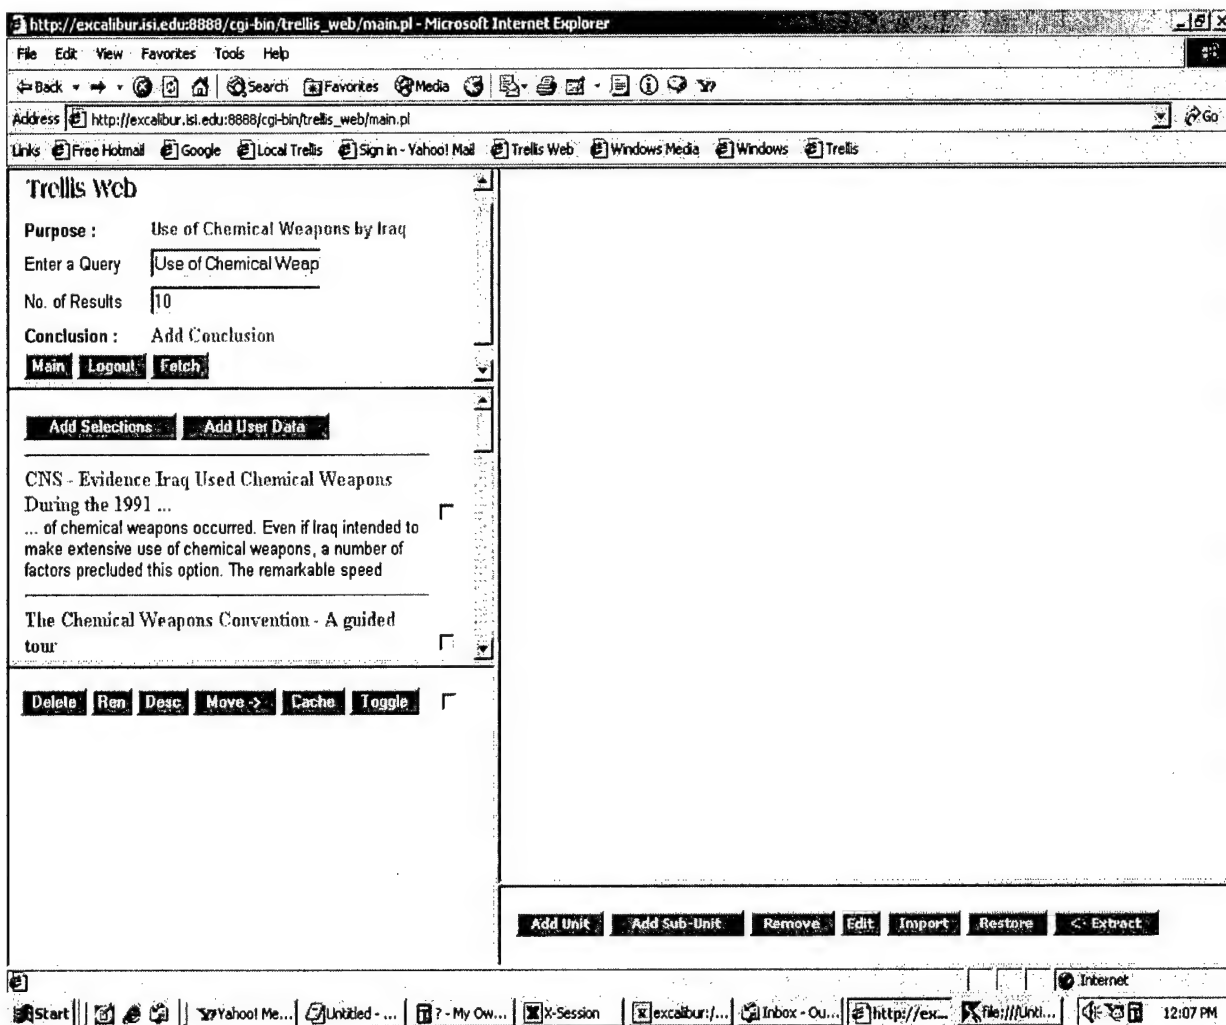 http://excalibur.isi.edu:8888/cgi-bin/trellis_web/main.pl - Microsoft Internet Explorer
File Edit View Favorites Tools Help
Back Search Favorites Media
Address http://excalibur.isi.edu:8888/cgi-bin/trellis_web/main.pl Go
Links Free Hotmail Google Local Trellis Sign in - Yahoo! Mail Trellis Web Windows Media Windows Trellis
Trellis Web
Purpose : Use of Chemical Weapons by Iraq
Enter a Query Use of Chemical Weap
No. of Results 10
Conclusion : Add Conclusion
Main Logout Fetch
Add Selections Add User Data
CNS - Evidence Iraq Used Chemical Weapons
During the 1991 ...
... of chemical weapons occurred. Even if Iraq intended to
make extensive use of chemical weapons, a number of
factors precluded this option. The remarkable speed
The Chemical Weapons Convention - A guided
tour
Delete Ren Desc Move -> Cache Toggle
Add Unit Add Sub-Unit Remove Edit Import Restore <- Extract
Internet
Start Yahoo! Me... Untitled - ... ? - My Ow... X-Session excalibur:/... Inbox - Ou... http://ex... file:///Unti... 12:07 PM